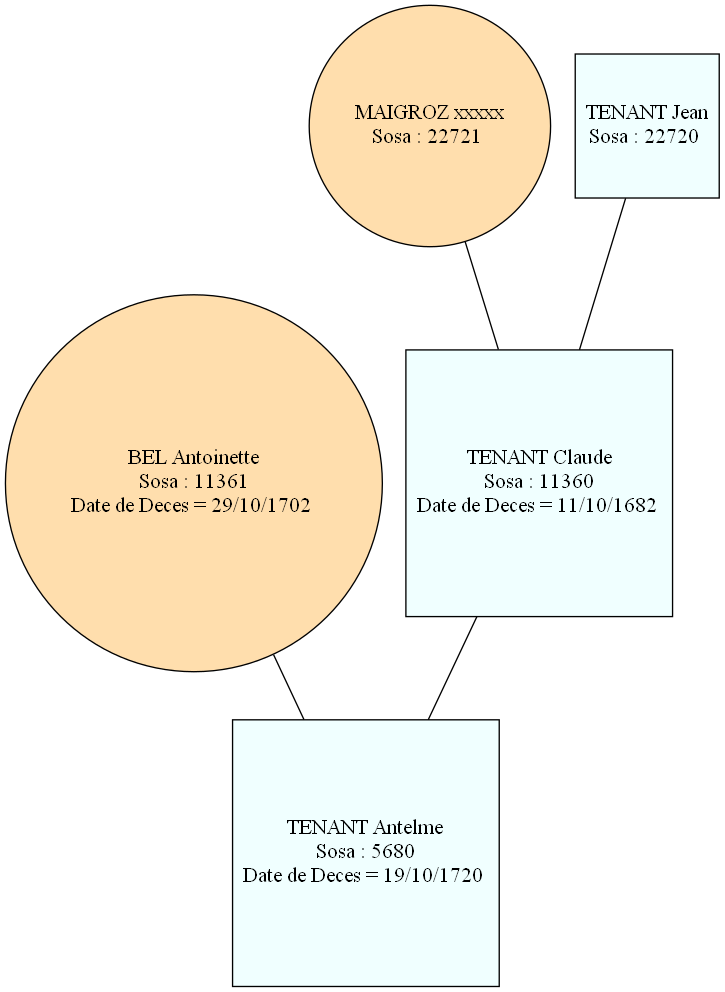 MAIGROZ xxxxx
Sosa : 22721
TENANT Jean
Sosa : 22720
BEL Antoinette
Sosa : 11361
Date de Deces = 29/10/1702
TENANT Claude
Sosa : 11360
Date de Deces = 11/10/1682
TENANT Antelme
Sosa : 5680
Date de Deces = 19/10/1720